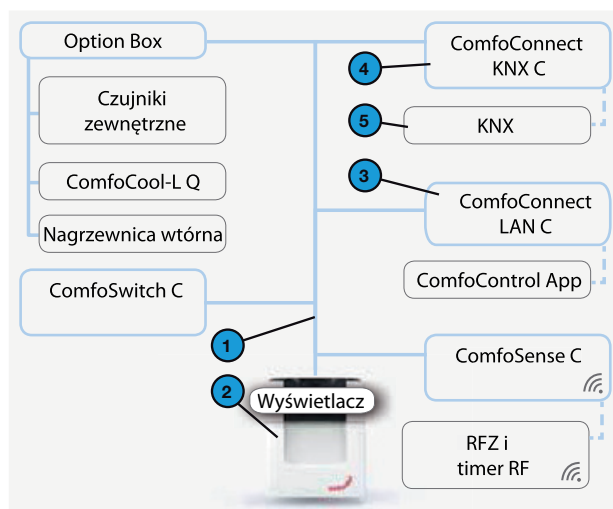 Option Box
Czujniki
zewnętrzne
ComfoCool-L Q
Nagrzewnica wtórna
ComfoSwitch C
1
2
Wyświetlacz
4
ComfoConnect
KNX C
5
KNX
3
ComfoConnect
LAN C
ComfoControl App
ComfoSense C
RFZ i
timer RF